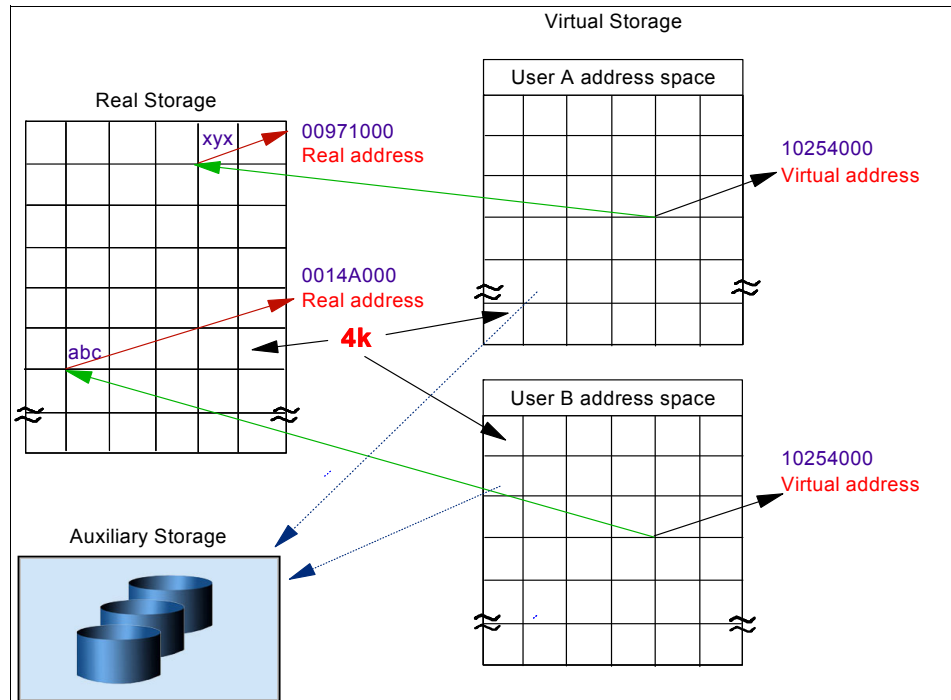 Virtual Storage
User A address space
Real Storage
xyx
00971000
Real address
10254000
Virtual address
0014A000
Real address
4k
abc
User B address space
10254000
Virtual address
Auxiliary Storage